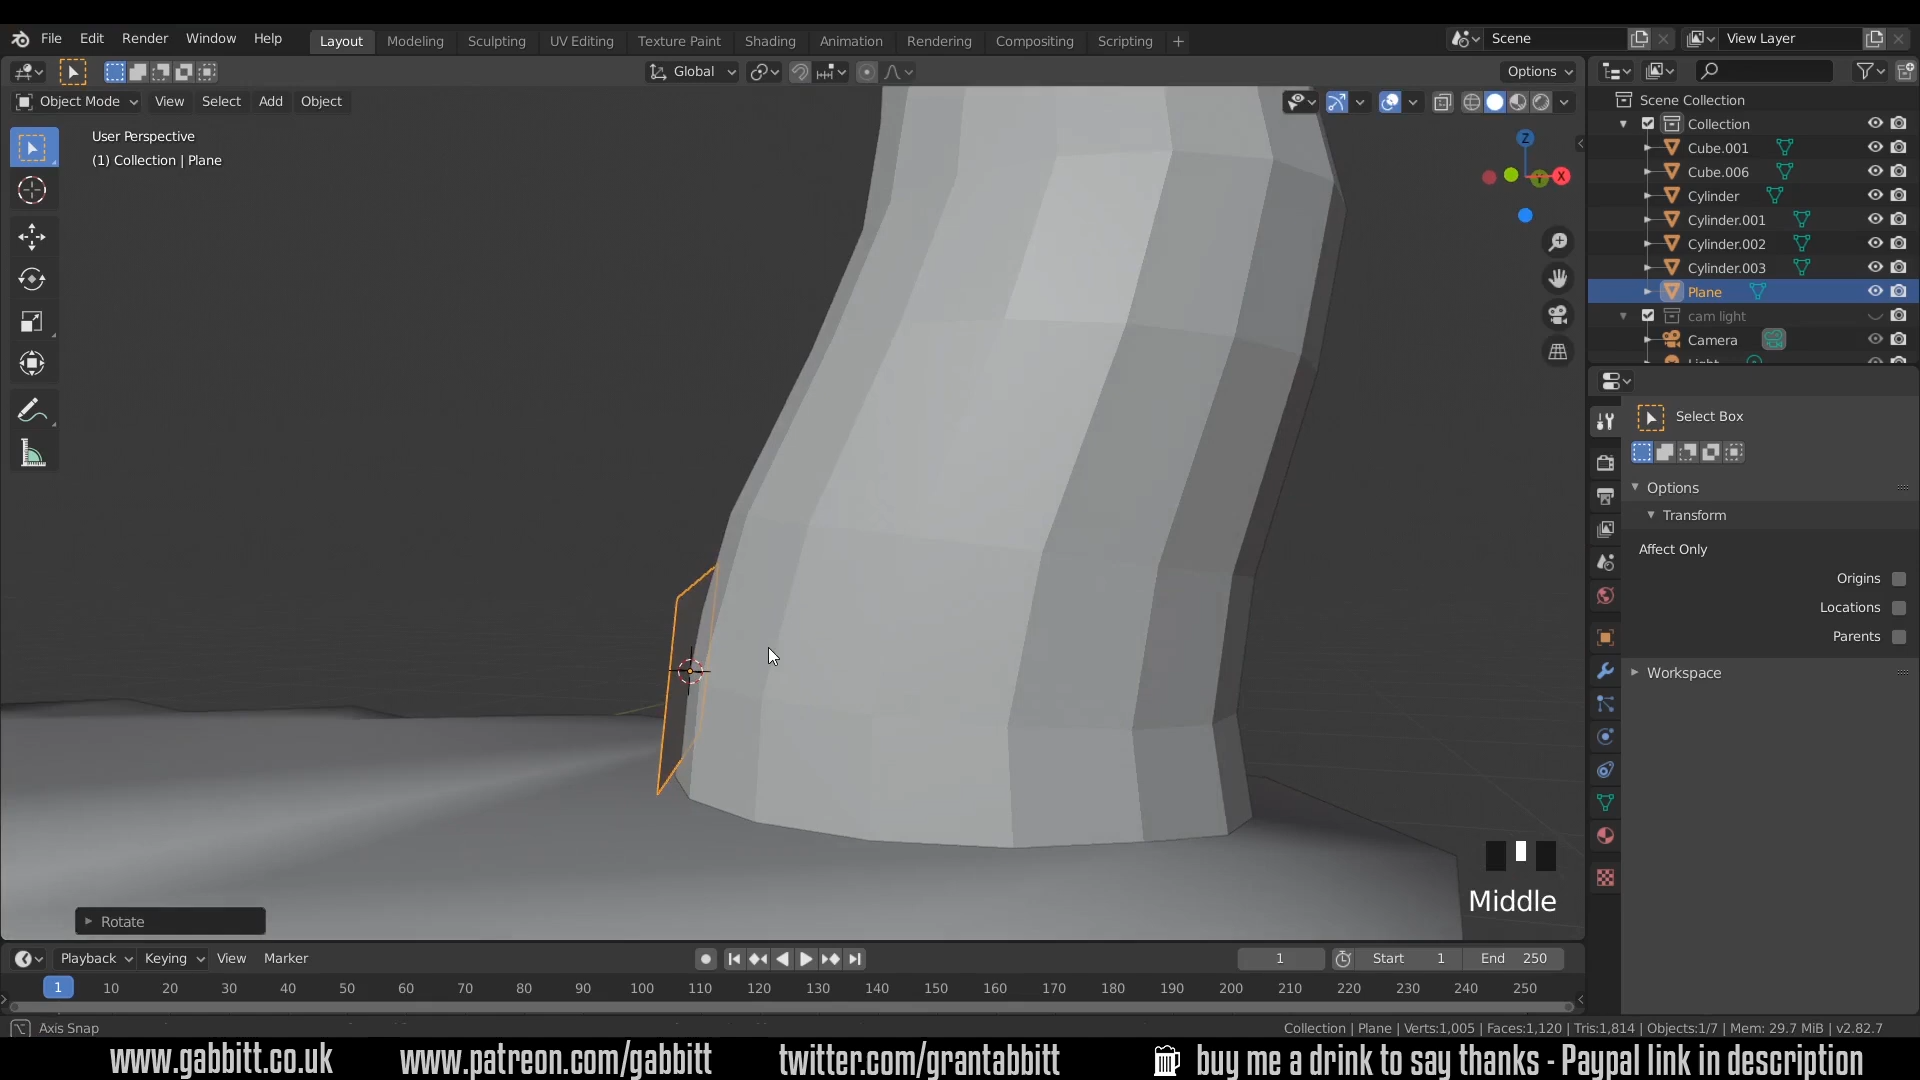 File Edit Render Window Help Layout Modeling Sculpting UV Editing Texture Paint Shading Animation Rendering Compositing Scripting + Scene View Layer
Global Options
Object Mode View Select Add Object
User Perspective
(1) Collection | Plane
Z
X
Scene Collection
Collection
Cube.001
Cube.006
Cylinder
Cylinder.001
Cylinder.002
Cylinder.003
Plane
cam light
Camera
Light
Select Box
Options
Transform
Affect Only
Origins
Locations
Parents
Workspace
Middle
Rotate
Playback Keying View Marker 1 Start 1 End 250
1 10 20 30 40 50 60 70 80 90 100 110 120 130 140 150 160 170 180 190 200 210 220 230 240 250
Axis Snap Collection | Plane | Verts:1,005 | Faces:1,120 | Tris:1,814 | Objects:1/7 | Mem: 29.7 MiB | v2.82.7
www.gabbitt.co.uk www.patreon.com/gabbitt twitter.com/grantabbitt buy me a drink to say thanks - Paypal link in description